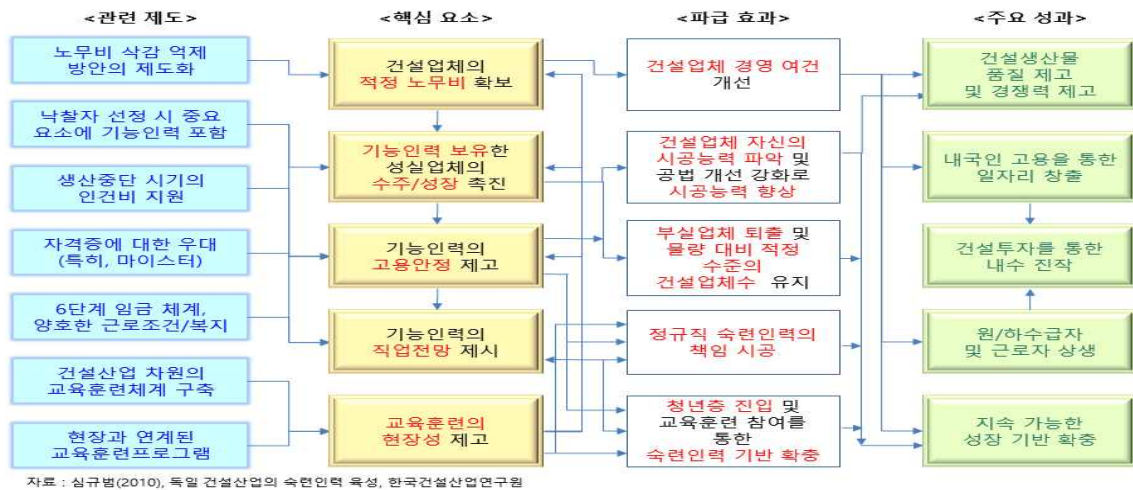 <관련 제도>
노무비 삭감 억제
방안의 제도화
낙찰자 선정 시 중요
요소에 기능인력 포함
생산중단 시기의
인건비 지원
자격증에 대한 우대
(특히, 마이스터)
6단계 임금 체계,
양호한 근로조건/복지
건설산업 차원의
교육훈련체계 구축
현장과 연계된
교육훈련프로그램
<핵심 요소>
건설업체의
적정 노무비 확보
기능인력 보유한
성실업체의
수주/성장 촉진
기능인력의
고용안정 제고
기능인력의
직업전망 제시
교육훈련의
현장성 제고
<파급 효과>
건설업체 경영 여건
개선
건설업체 자신의
시공능력 파악 및
공법 개선 강화로
시공능력 향상
부실업체 퇴출 및
물량 대비 적정
수준의
건설업체수 유지
정규직 숙련인력의
책임 시공
청년층 진입 및
교육훈련 참여를
통한
숙련인력 기반 확충
<주요 성과>
건설생산물
품질 제고
및 경쟁력 제고
내국인 고용을 통한
일자리 창출
건설투자를 통한
내수 진작
원/하수급자
및 근로자 상생
지속 가능한
성장 기반 확충
자료 : 심규범(2010), 독일 건설산업의 숙련인력 육성, 한국건설산업연구원